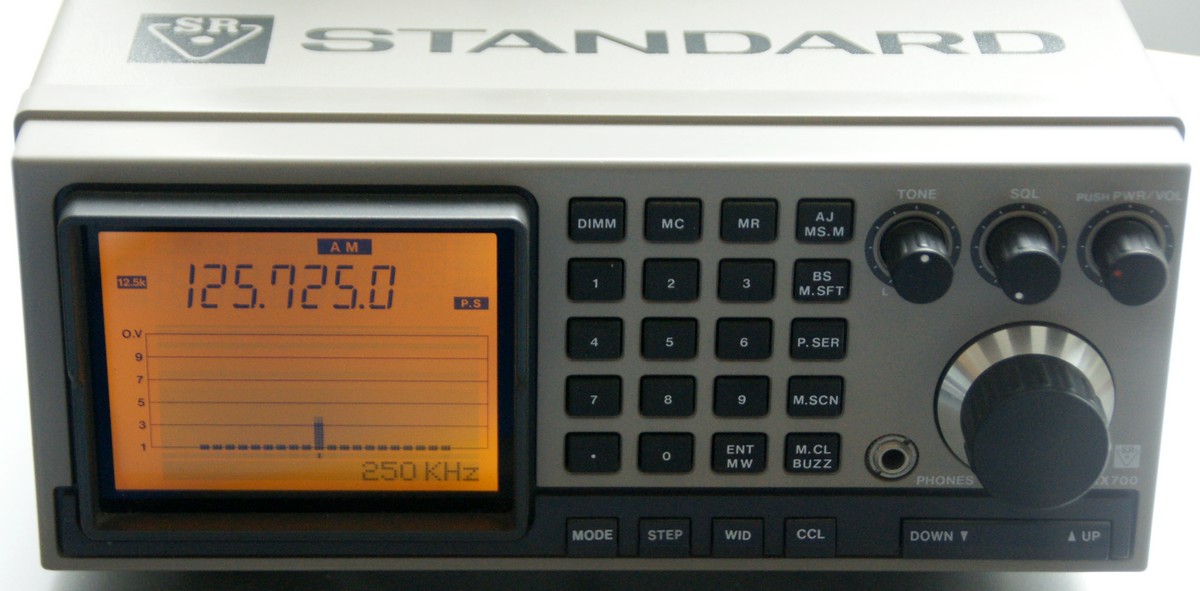 SR STANDARD
AM
12.5k
125.725.0
P.S
O.V
9
7
5
3
1
250 KHz
DIMM MC MR AJ MS.M
1 2 3 BS M.SFT
4 5 6 P.SER
7 8 9 M.SCN
. 0 ENT MW M.CL BUZZ
TONE SQL PUSH PWR/VOL
L
PHONES
X700
MODE STEP WID CCL DOWN ▼ ▲ UP